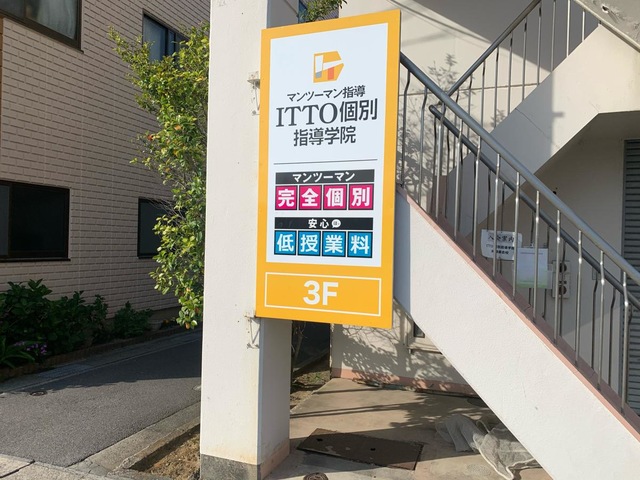 マンツーマン指導
ITTO個別
指導学院
マンツーマン
完全個別
安心の
低授業料
3F